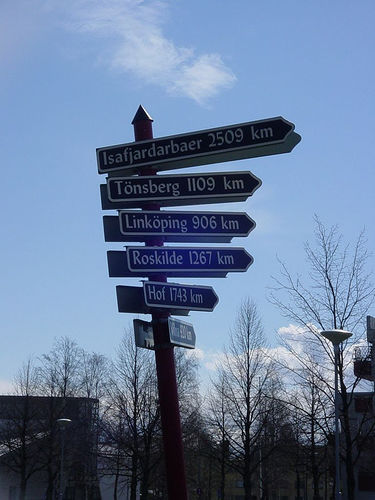 Isafjardarbaer 2509 km
Tönsberg 1109 km
Linköping 906 km
Roskilde 1267 km
Hof 1743 km